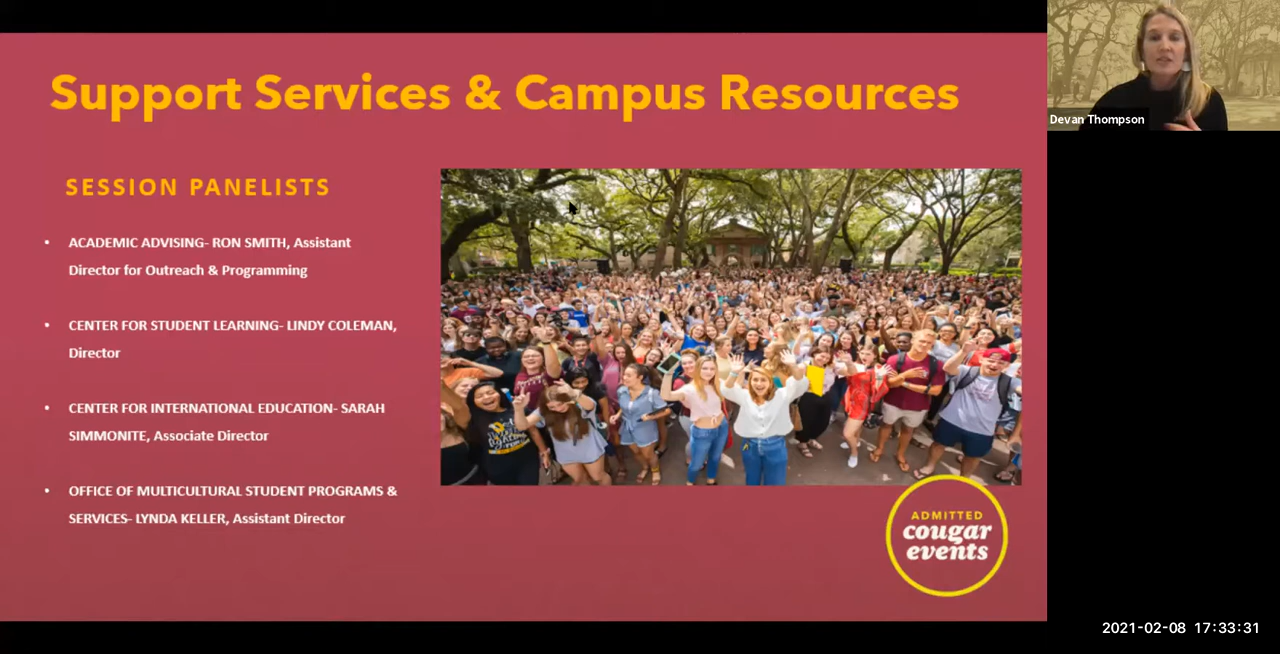 Support Services & Campus Resources
SESSION PANELISTS
• ACADEMIC ADVISING- RON SMITH, Assistant
Director for Outreach & Programming
• CENTER FOR STUDENT LEARNING- LINDY COLEMAN,
Director
• CENTER FOR INTERNATIONAL EDUCATION- SARAH
SIMMONITE, Associate Director
• OFFICE OF MULTICULTURAL STUDENT PROGRAMS &
SERVICES- LYNDA KELLER, Assistant Director
ADMITTED
cougar
events
Devan Thompson
2021-02-08 17:33:31